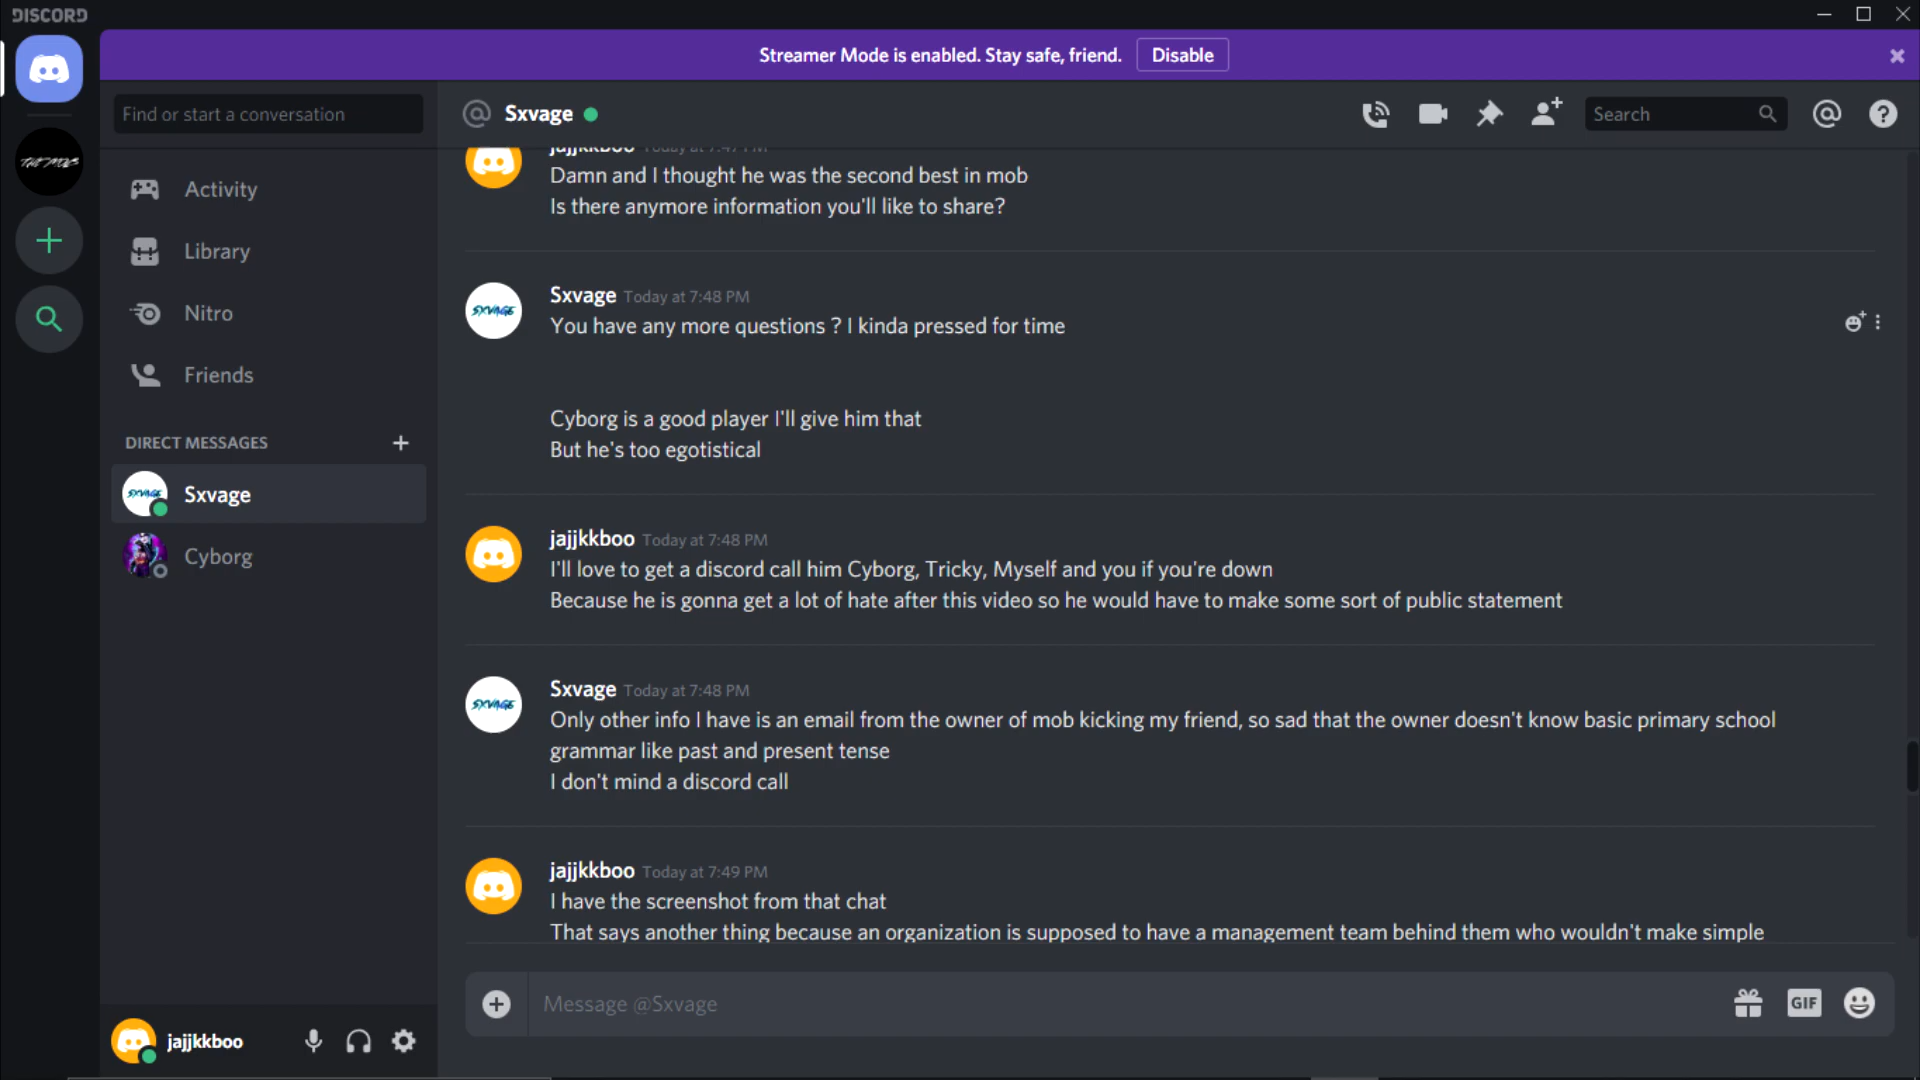 DISCORD
Streamer Mode is enabled. Stay safe, friend.
Disable
Find or start a conversation
Sxvage
Search
Activity
Library
Nitro
Friends
DIRECT MESSAGES
Sxvage
Cyborg
jajjkkboo
jajjkkboo Today at 7:47 PM
Damn and I thought he was the second best in mob
Is there anymore information you'll like to share?
SXVAGE
Sxvage Today at 7:48 PM
You have any more questions ? I kinda pressed for time
Cyborg is a good player I'll give him that
But he's too egotistical
jajjkkboo Today at 7:48 PM
I'll love to get a discord call him Cyborg, Tricky, Myself and you if you're down
Because he is gonna get a lot of hate after this video so he would have to make some sort of public statement
SXVAGE
Sxvage Today at 7:48 PM
Only other info I have is an email from the owner of mob kicking my friend, so sad that the owner doesn't know basic primary school
grammar like past and present tense
I don't mind a discord call
jajjkkboo Today at 7:49 PM
I have the screenshot from that chat
That says another thing because an organization is supposed to have a management team behind them who wouldn't make simple
Message @Sxvage
GIF